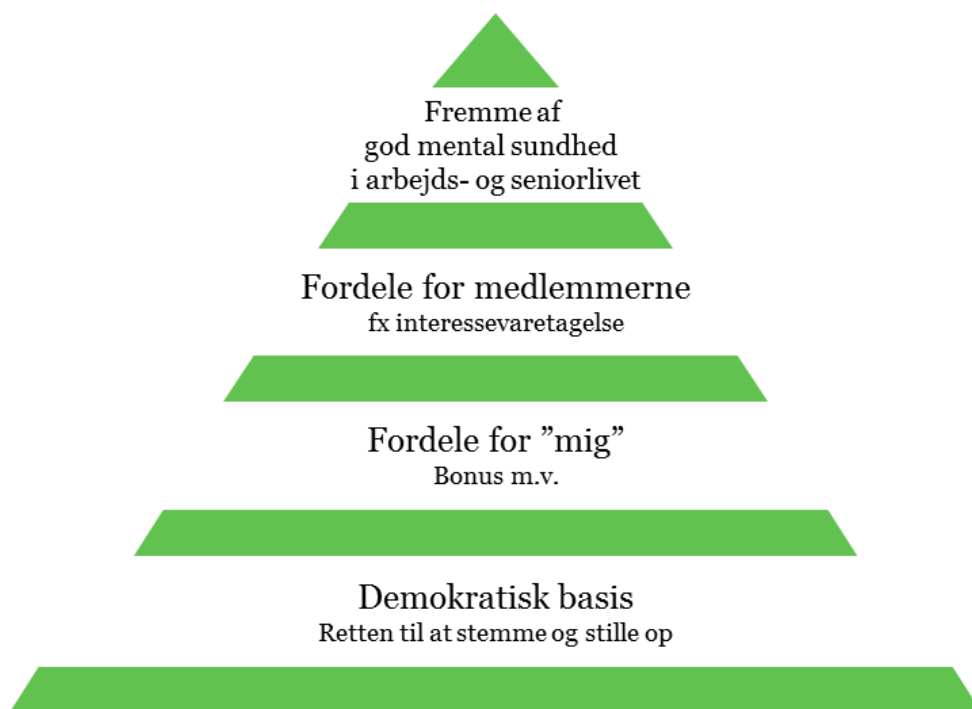 Fremme af
god mental sundhed
i arbejds- og seniorlivet
Fordele for medlemmerne
fx interessevaretagelse
Fordele for ”mig”
Bonus m.v.
Demokratisk basis
Retten til at stemme og stille op